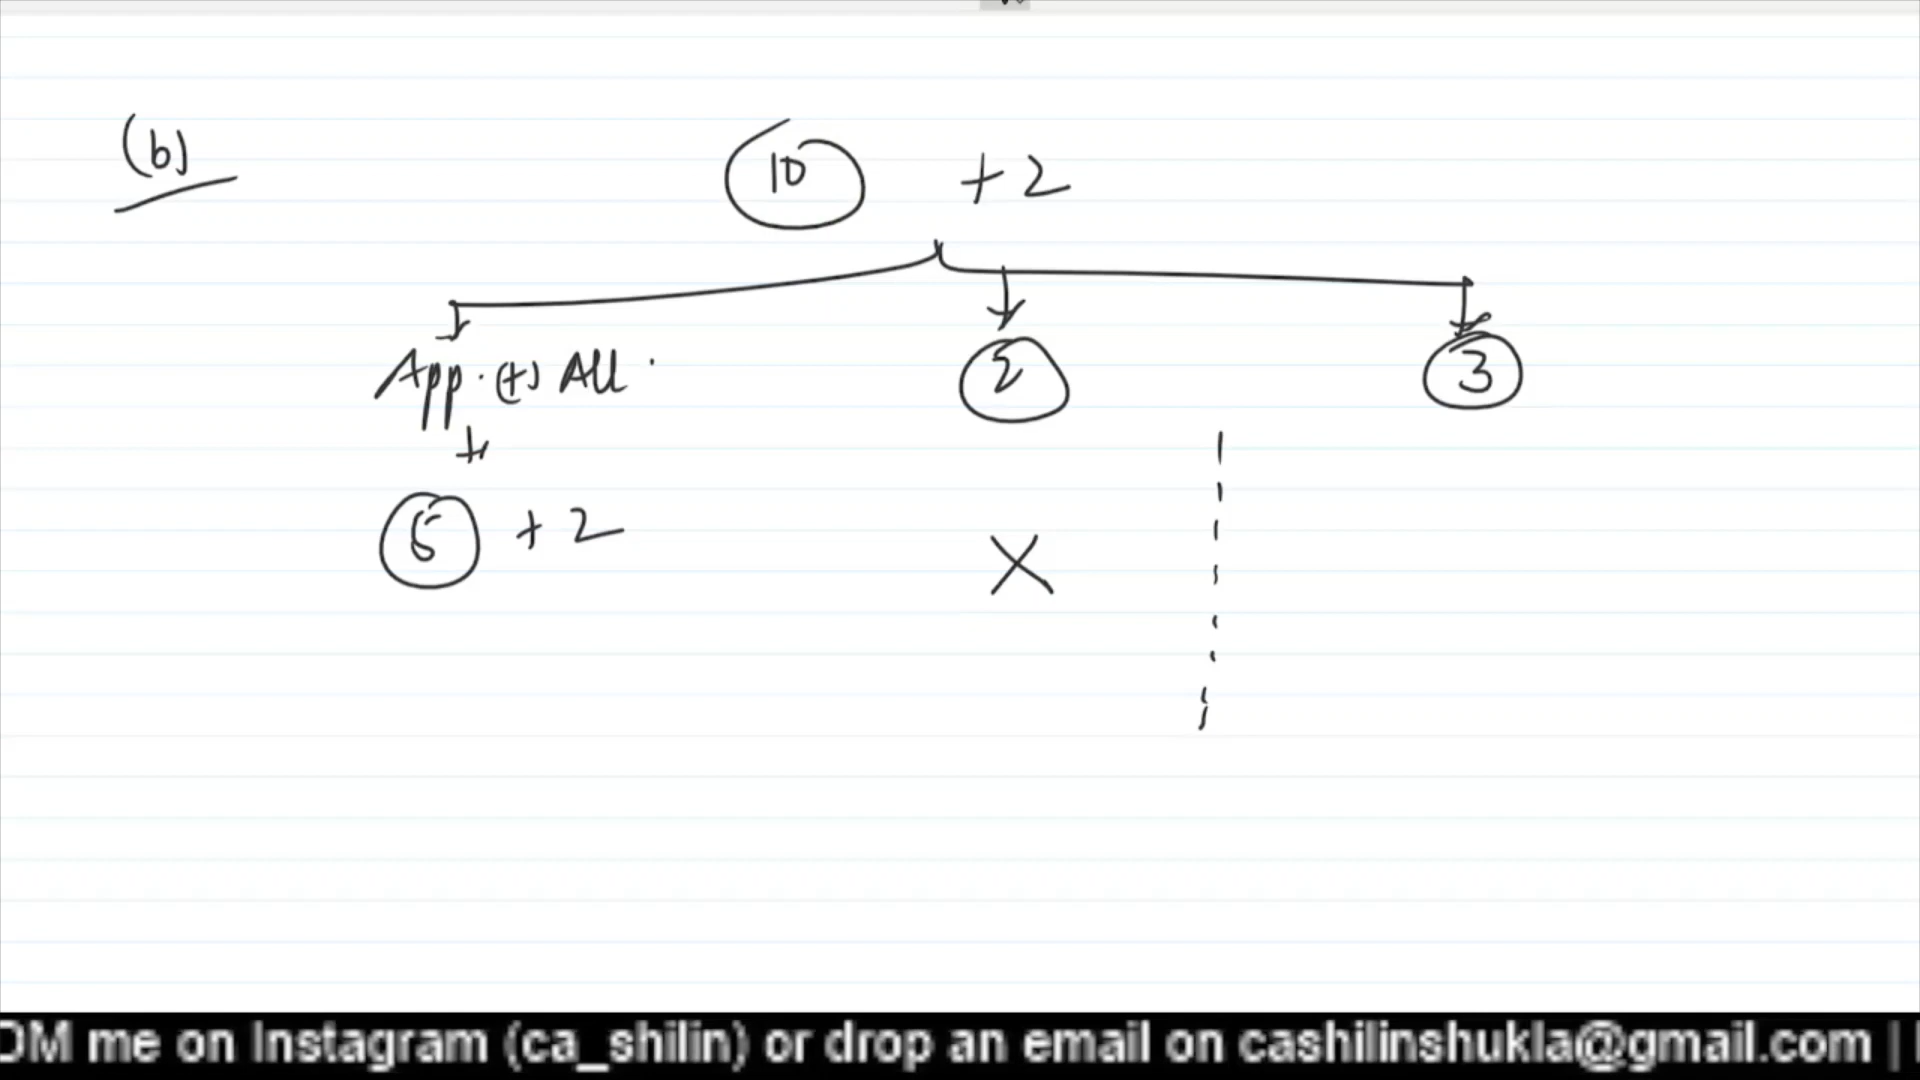 (b)
10 + 2
App. (+) All.
2
3
5 + 2
X
DM me on Instagram (ca_shilin) or drop an email on cashilinshukla@gmail.com |